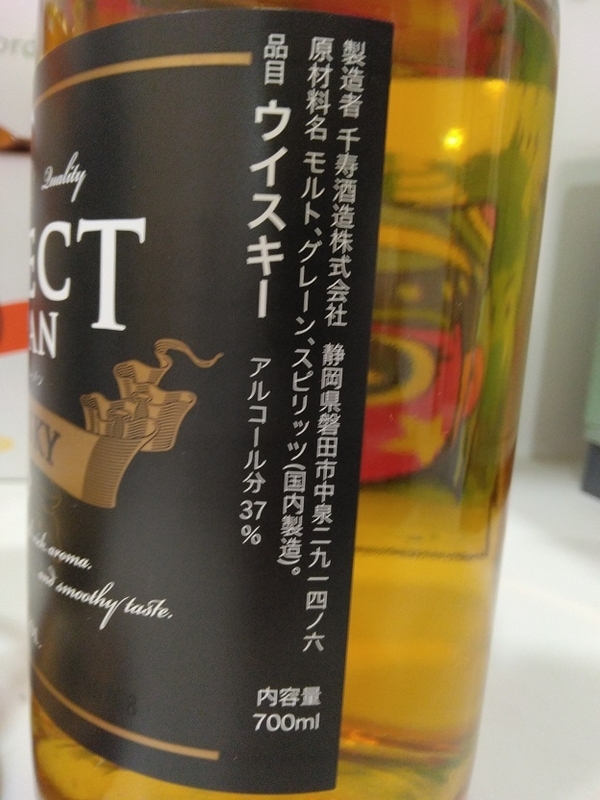 Quality
ECT
AN
KY
rich aroma,
and smoothy taste.
製造者 千寿酒造株式会社 静岡県磐田市中泉二九一四ノ六
原材料名 モルト、グレーン、スピリッツ(国内製造)。
品目 ウイスキー アルコール分 37%
内容量
700ml